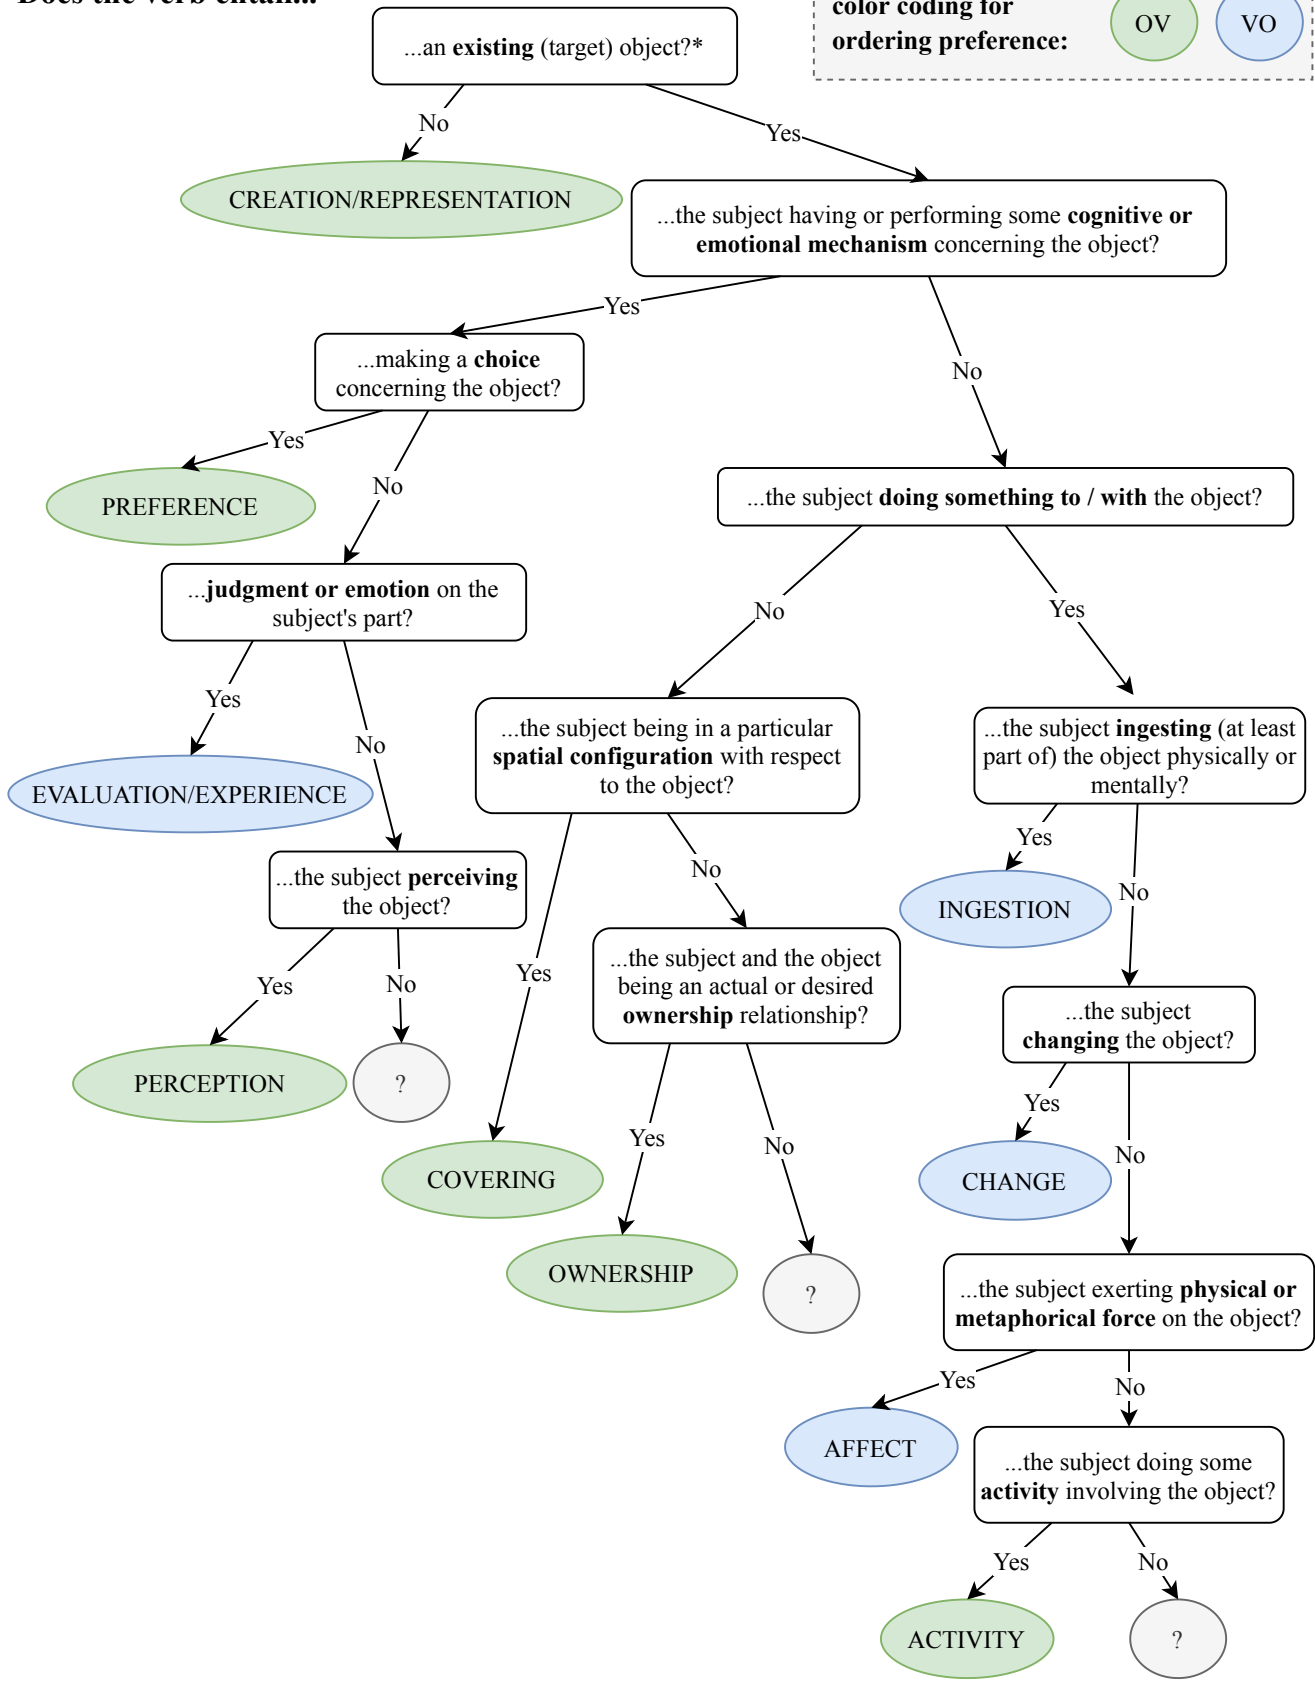 Does the verb entail...
color coding for
ordering preference:
OV
VO
...an existing (target) object?*
No
Yes
CREATION/REPRESENTATION
...the subject having or performing some cognitive or
emotional mechanism concerning the object?
Yes
No
...making a choice
concerning the object?
Yes
No
PREFERENCE
...the subject doing something to / with the object?
No
Yes
...judgment or emotion on the
subject's part?
Yes
No
EVALUATION/EXPERIENCE
...the subject being in a particular
spatial configuration with respect
to the object?
Yes
No
...the subject ingesting (at least
part of) the object physically or
mentally?
Yes
No
INGESTION
...the subject perceiving
the object?
Yes
No
PERCEPTION
?
...the subject and the object
being an actual or desired
ownership relationship?
Yes
No
COVERING
OWNERSHIP
?
...the subject
changing the object?
Yes
No
CHANGE
...the subject exerting physical or
metaphorical force on the object?
Yes
No
AFFECT
...the subject doing some
activity involving the object?
Yes
No
ACTIVITY
?